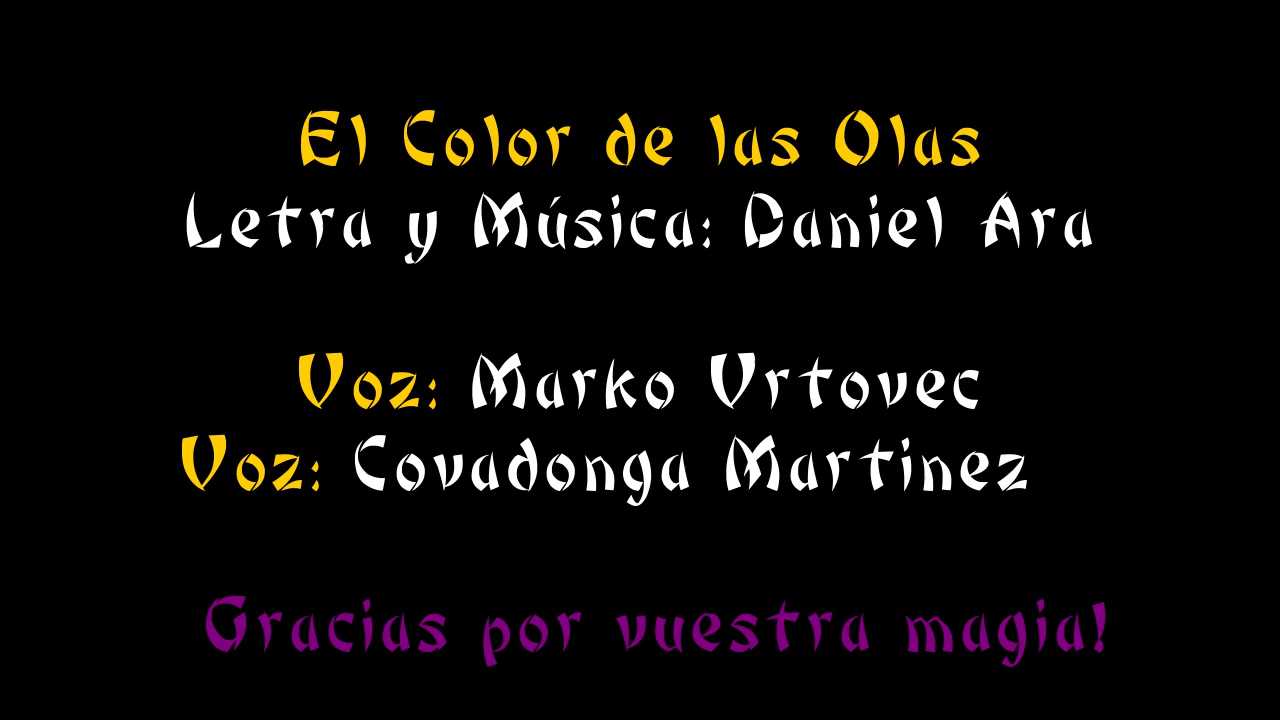 El Color de las Olas
Letra y Música: Daniel Ara
Voz: Marko Vrtovec
Voz: Covadonga Martinez
Gracias por vuestra magia!